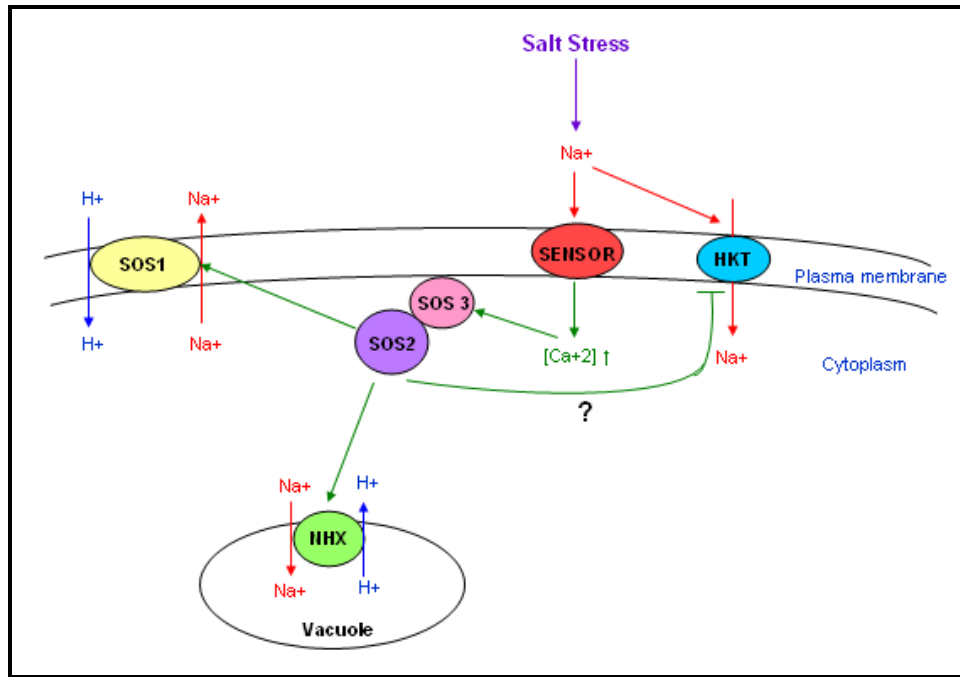 Salt Stress
Na+
H+
Na+
SOS1
SENSOR
HKT
Plasma membrane
SOS 3
SOS2
H+
Na+
[Ca+2] ↑
Na+
Cytoplasm
?
Na+
H+
NHX
Na+
H+
Vacuole